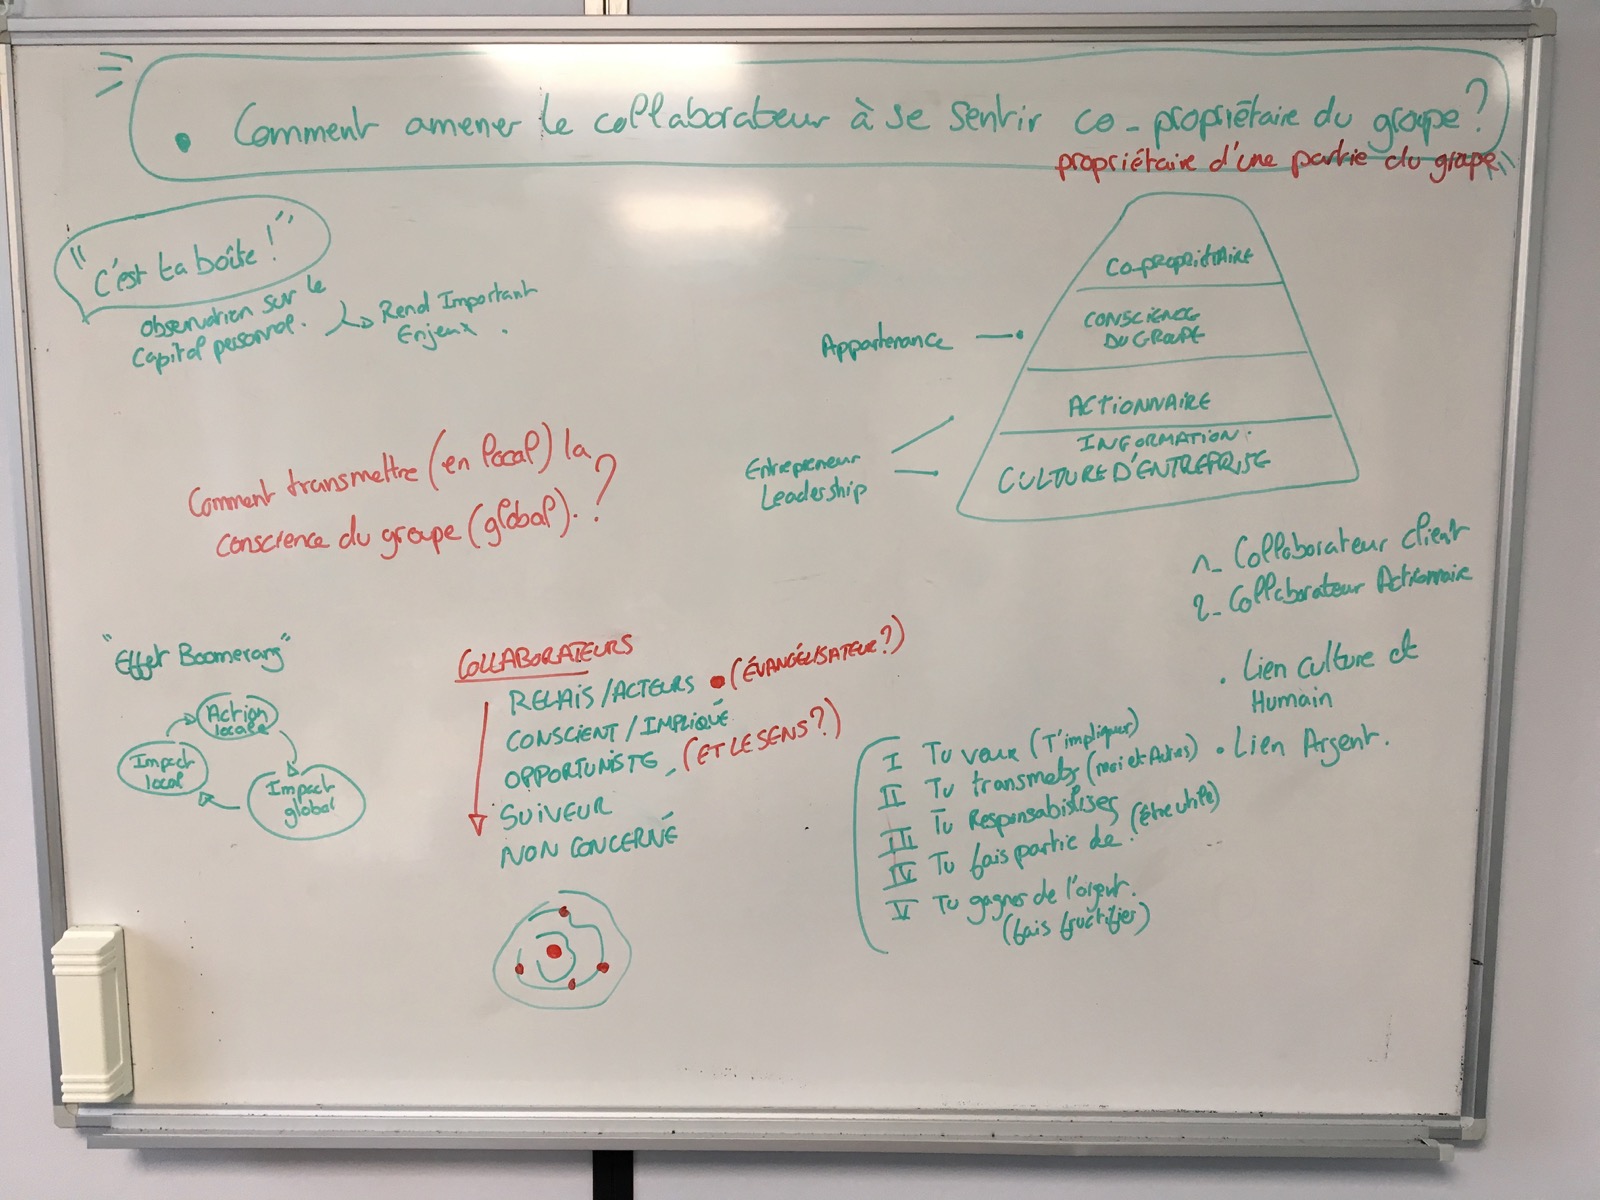 • Comment amener le collaborateur à se sentir co-propriétaire du groupe ?
propriétaire d'une partie du groupe
"C'est ta boîte !"
Observation sur le
Capital personnel.
Rend Important
Enjeux .
CO-PROPRIÉTAIRE
CONSCIENCE
DU GROUPE
ACTIONNAIRE
INFORMATION :
CULTURE D'ENTREPRISE
Appartenance
Entrepreneur
Leadership
Comment transmettre (en local) la
conscience du groupe (global). ?
1_ Collaborateur client
2_ Collaborateur Actionnaire
. Lien culture et
Humain
• Lien Argent.
"Effet Boomerang"
Action
locale
Impact
local
Impact
global
COLLABORATEURS
RELAIS / ACTEURS • (ÉVANGÉLISATEUR ?)
CONSCIENT / IMPLIQUÉ
OPPORTUNISTE (ET LE SENS ?)
SUIVEUR
NON CONCERNÉ
I Tu veux (T'impliquer)
II Tu transmets (moi et Autres)
III Tu Responsabilises
IV Tu fais partie de (être utile)
V Tu gagnes de l'argent.
(fais fructifier)